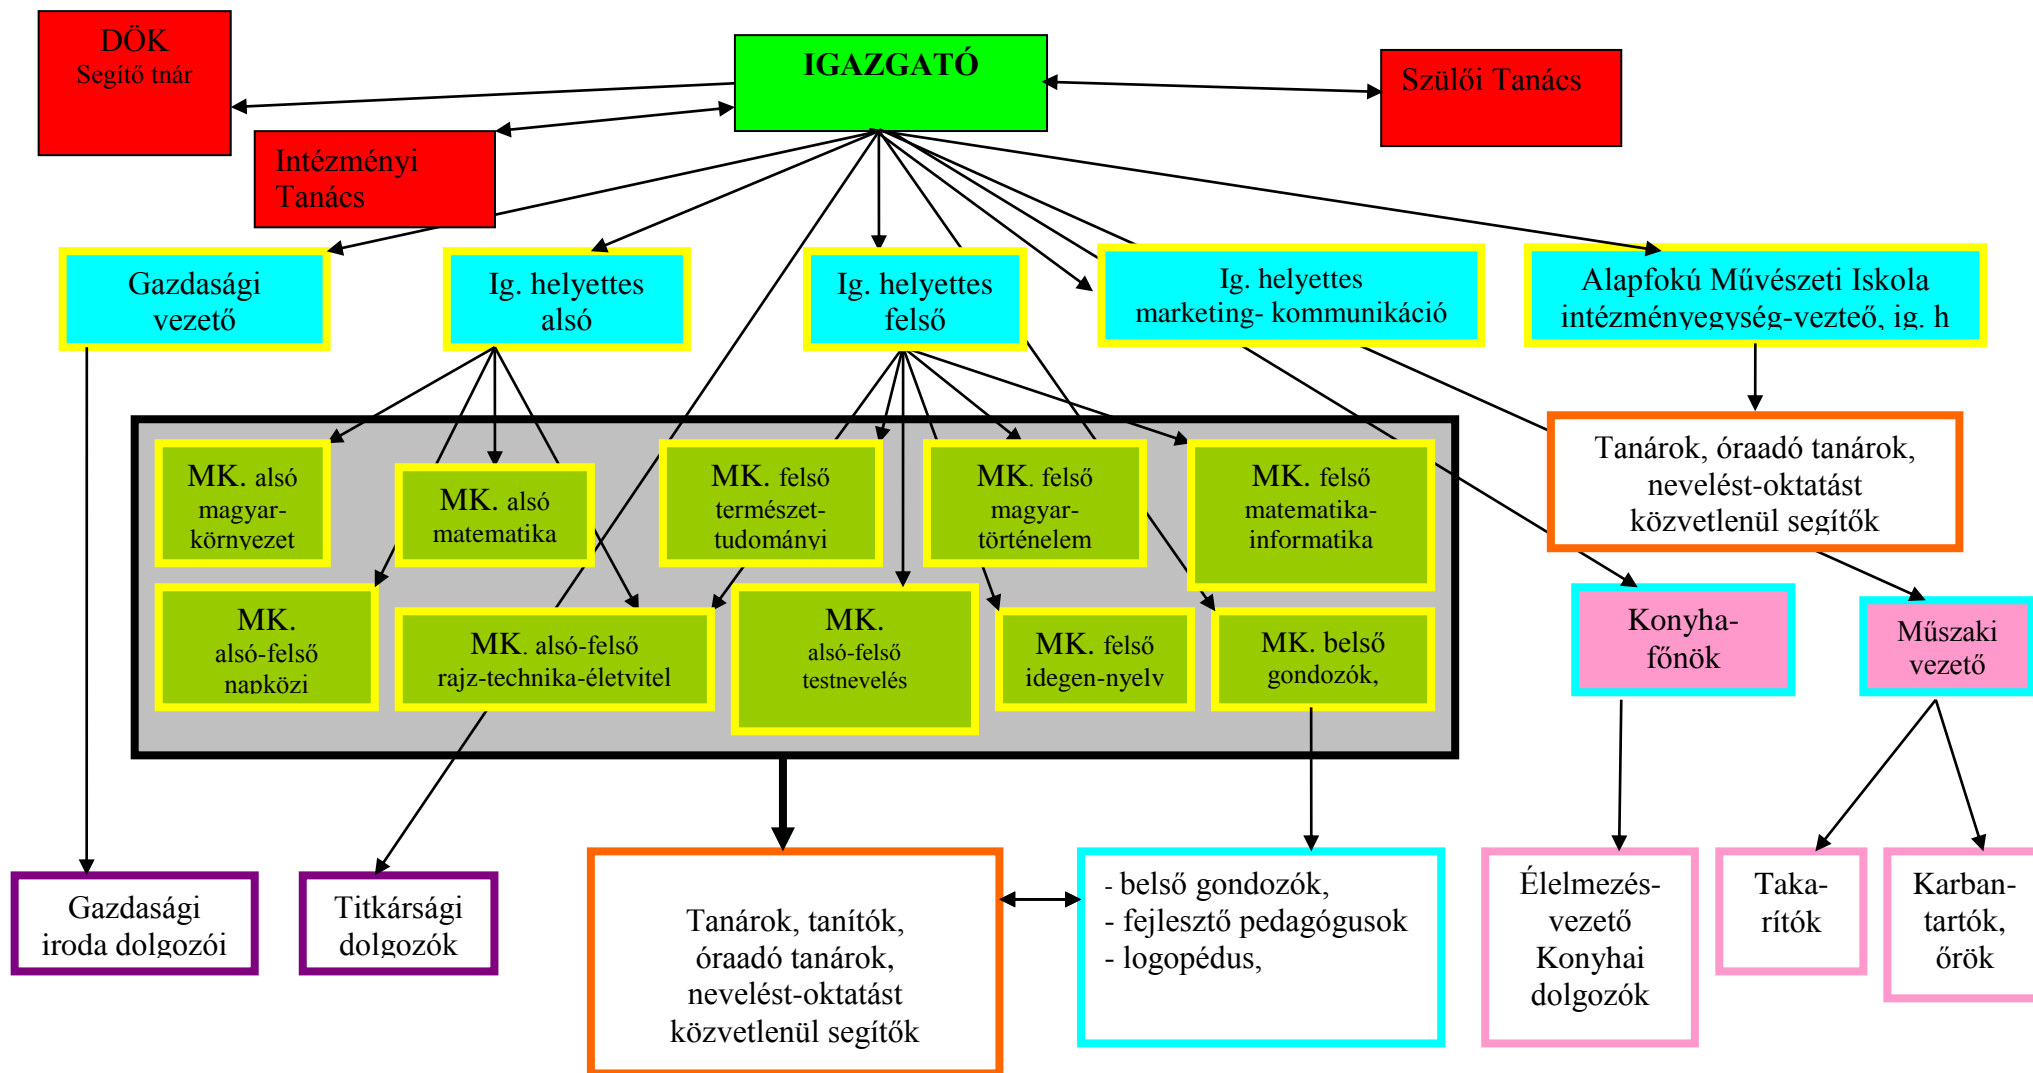 DÖK
Segítő tnár
IGAZGATÓ
Szülői Tanács
Intézményi
Tanács
Gazdasági
vezető
Ig. helyettes
alsó
Ig. helyettes
felső
Ig. helyettes
marketing- kommunikáció
Alapfokú Művészeti Iskola
intézményegység-vezteő, ig. h
Tanárok, óraadó tanárok,
nevelést-oktatást
közvetlenül segítők
MK. alsó
magyar-
környezet
MK. alsó
matematika
MK. felső
természet-
tudományi
MK. felső
magyar-
történelem
MK. felső
matematika-
informatika
MK.
alsó-felső
napközi
MK. alsó-felső
rajz-technika-életvitel
MK.
alsó-felső
testnevelés
MK. felső
idegen-nyelv
MK. belső
gondozók,
Konyha-
főnök
Műszaki
vezető
Gazdasági
iroda dolgozói
Titkársági
dolgozók
Tanárok, tanítók,
óraadó tanárok,
nevelést-oktatást
közvetlenül segítők
- belső gondozók,
- fejlesztő pedagógusok
- logopédus,
Élelmezés-
vezető
Konyhai
dolgozók
Taka-
rítók
Karban-
tartók,
őrök